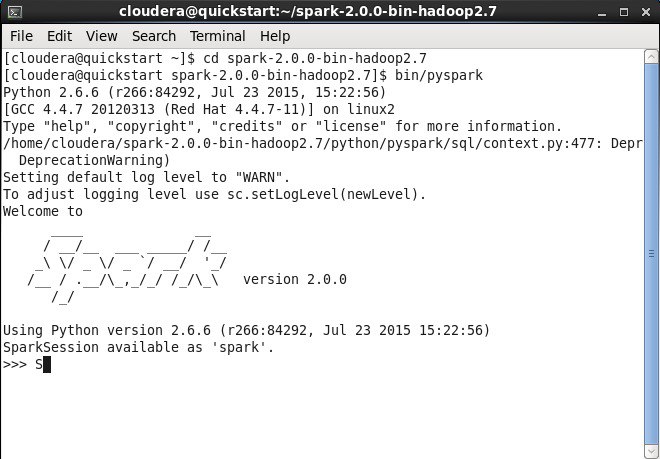 cloudera@quickstart:~/spark-2.0.0-bin-hadoop2.7
File Edit View Search Terminal Help
[cloudera@quickstart ~]$ cd spark-2.0.0-bin-hadoop2.7
[cloudera@quickstart spark-2.0.0-bin-hadoop2.7]$ bin/pyspark
Python 2.6.6 (r266:84292, Jul 23 2015, 15:22:56)
[GCC 4.4.7 20120313 (Red Hat 4.4.7-11)] on linux2
Type "help", "copyright", "credits" or "license" for more information.
/home/cloudera/spark-2.0.0-bin-hadoop2.7/python/pyspark/sql/context.py:477: Depr
  DeprecationWarning)
Setting default log level to "WARN".
To adjust logging level use sc.setLogLevel(newLevel).
Welcome to
      ____              __
     / __/__  ___ _____/ /__
    _\ \/ _ \/ _ `/ __/  '_/
   /__ / .__/\_,_/_/ /_/\_\   version 2.0.0
      /_/
Using Python version 2.6.6 (r266:84292, Jul 23 2015 15:22:56)
SparkSession available as 'spark'.
>>> S